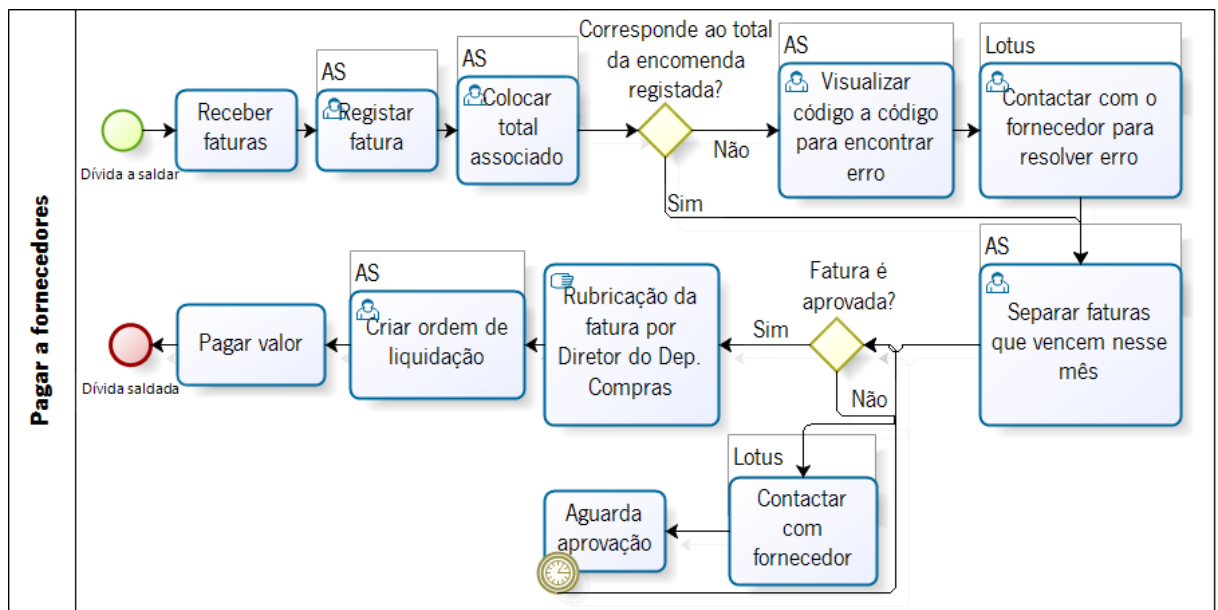 Pagar a fornecedores
Dívida a saldar
Receber
faturas
AS
Registar
fatura
AS
Colocar
total
associado
Corresponde ao total
da encomenda
registada?
Não
Sim
AS
Visualizar
código a código
para encontrar
erro
Lotus
Contactar com o
fornecedor para
resolver erro
AS
Separar faturas
que vencem nesse
mês
Fatura é
aprovada?
Sim
Não
Rubricação da
fatura por
Diretor do Dep.
Compras
AS
Criar ordem de
liquidação
Pagar valor
Dívida saldada
Lotus
Contactar
com
fornecedor
Aguarda
aprovação